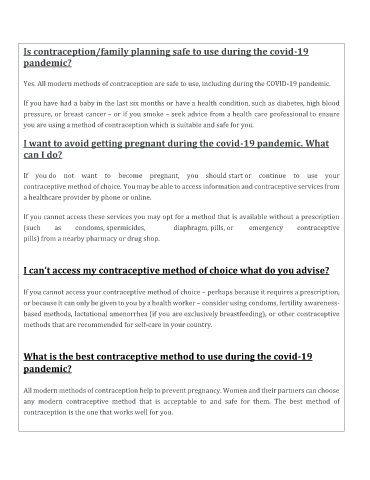 Is contraception/family planning safe to use during the covid-19
pandemic?
Yes. All modern methods of contraception are safe to use, including during the COVID-19 pandemic.
If you have had a baby in the last six months or have a health condition, such as diabetes, high blood
pressure, or breast cancer – or if you smoke – seek advice from a health care professional to ensure
you are using a method of contraception which is suitable and safe for you.
I want to avoid getting pregnant during the covid-19 pandemic. What
can I do?
If you do not want to become pregnant, you should start or continue to use your
contraceptive method of choice. You may be able to access information and contraceptive services from
a healthcare provider by phone or online.
If you cannot access these services you may opt for a method that is available without a prescription
(such as condoms, spermicides, diaphragm, pills, or emergency contraceptive
pills) from a nearby pharmacy or drug shop.
I can't access my contraceptive method of choice what do you advise?
If you cannot access your contraceptive method of choice – perhaps because it requires a prescription,
or because it can only be given to you by a health worker – consider using condoms, fertility awareness-
based methods, lactational amenorrhea (if you are exclusively breastfeeding), or other contraceptive
methods that are recommended for self-care in your country.
What is the best contraceptive method to use during the covid-19
pandemic?
All modern methods of contraception help to prevent pregnancy. Women and their partners can choose
any modern contraceptive method that is acceptable to and safe for them. The best method of
contraception is the one that works well for you.